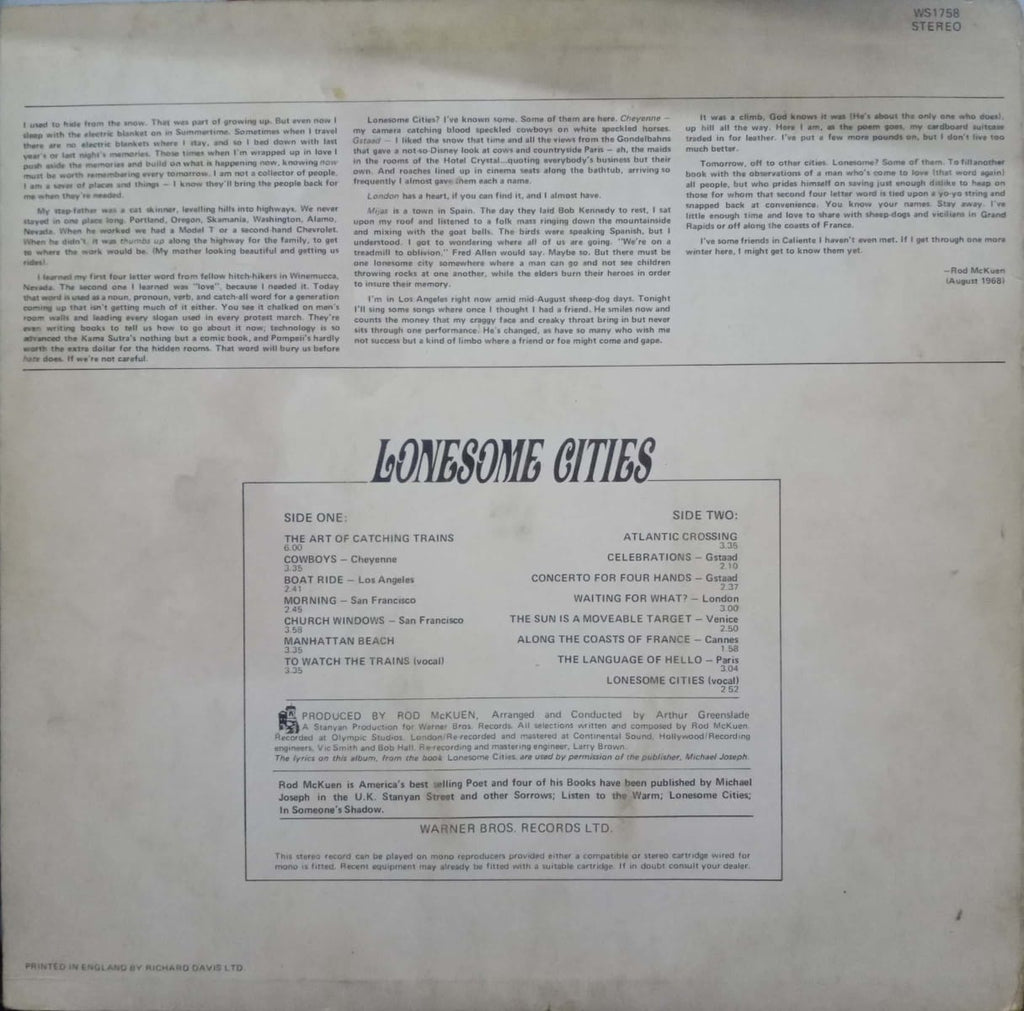 WS1758
STEREO
I used to hide from the snow. That was part of growing up. But even now I
sleep with the electric blanket on in Summertime. Sometimes when I travel
there are no electric blankets where I stay, and so I bed down with last
year's or last night's memories. Those times when I'm wrapped up in love I
push aside the memories and build on what is happening now, knowing now
must be worth remembering every tomorrow. I am not a collector of people.
I am a saver of places and things — I know they'll bring the people back for
me when they're needed.
My step-father was a cat skinner, levelling hills into highways. We never
stayed in one place long. Portland, Oregon, Skamania, Washington, Alamo,
Nevada. When he worked we had a Model T or a second-hand Chevrolet.
When he didn't, it was thumbs up along the highway for the family, to get
to where the work would be. (My mother looking beautiful and getting us
rides).
I learned my first four letter word from fellow hitch-hikers in Winemucca,
Nevada. The second one I learned was "love", because I needed it. Today
that word is used as a noun, pronoun, verb, and catch-all word for a generation
coming up that isn't getting much of it either. You see it chalked on men's
room walls and leading every slogan used in every protest march. They're
even writing books to tell us how to go about it now; technology is so
advanced the Kama Sutra's nothing but a comic book, and Pompeii's hardly
worth the extra dollar for the hidden rooms. That word will bury us before
hate does. If we're not careful.
Lonesome Cities? I've known some. Some of them are here. Cheyenne —
my camera catching blood speckled cowboys on white speckled horses.
Gstaad — I liked the snow that time and all the views from the Gondelbahns
that gave a not-so-Disney look at cows and countryside Paris — ah, the maids
in the rooms of the Hotel Crystal...quoting everybody's business but their
own. And roaches lined up in cinema seats along the bathtub, arriving so
frequently I almost gave them each a name.
London has a heart, if you can find it, and I almost have.
Mijas is a town in Spain. The day they laid Bob Kennedy to rest, I sat
upon my roof and listened to a folk mass ringing down the mountainside
and mixing with the goat bells. The birds were speaking Spanish, but I
understood. I got to wondering where all of us are going. "We're on a
treadmill to oblivion," Fred Allen would say. Maybe so. But there must be
one lonesome city somewhere where a man can go and not see children
throwing rocks at one another, while the elders burn their heroes in order
to insure their memory.
I'm in Los Angeles right now amid mid-August sheep-dog days. Tonight
I'll sing some songs where once I thought I had a friend. He smiles now and
counts the money that my craggy face and creaky throat bring in but never
sits through one performance. He's changed, as have so many who wish me
not success but a kind of limbo where a friend or foe might come and gape.
It was a climb, God knows it was (He's about the only one who does),
up hill all the way. Here I am, as the poem goes, my cardboard suitcase
traded in for leather. I've put a few more pounds on, but I don't live too
much better.
Tomorrow, off to other cities. Lonesome? Some of them. To fill another
book with the observations of a man who's come to love (that word again)
all people, but who prides himself on saving just enough dislike to heap on
those for whom that second four letter word is tied upon a yo-yo string and
snapped back at convenience. You know your names. Stay away. I've
little enough time and love to share with sheep-dogs and vicilians in Grand
Rapids or off along the coasts of France.
I've some friends in Caliente I haven't even met. If I get through one more
winter here, I might get to know them yet.
—Rod McKuen
(August 1968)
LONESOME CITIES
SIDE ONE:
THE ART OF CATCHING TRAINS
6.00
COWBOYS — Cheyenne
3.35
BOAT RIDE — Los Angeles
2.41
MORNING — San Francisco
2.45
CHURCH WINDOWS — San Francisco
3.58
MANHATTAN BEACH
3.35
TO WATCH THE TRAINS (vocal)
3.35
SIDE TWO:
ATLANTIC CROSSING
3.35
CELEBRATIONS — Gstaad
2.10
CONCERTO FOR FOUR HANDS — Gstaad
2.37
WAITING FOR WHAT? — London
3.00
THE SUN IS A MOVEABLE TARGET — Venice
2.50
ALONG THE COASTS OF FRANCE — Cannes
1.58
THE LANGUAGE OF HELLO — Paris
3.04
LONESOME CITIES (vocal)
2 52
PRODUCED BY ROD McKUEN, Arranged and Conducted by Arthur Greenslade
A Stanyan Production for Warner Bros. Records. All selections written and composed by Rod McKuen.
Recorded at Olympic Studios, London/Re-recorded and mastered at Continental Sound, Hollywood/Recording
engineers, Vic Smith and Bob Hall. Re-recording and mastering engineer, Larry Brown.
The lyrics on this album, from the book Lonesome Cities, are used by permission of the publisher, Michael Joseph.
Rod McKuen is America's best selling Poet and four of his Books have been published by Michael
Joseph in the U.K. Stanyan Street and other Sorrows; Listen to the Warm; Lonesome Cities;
In Someone's Shadow.
WARNER BROS. RECORDS LTD.
This stereo record can be played on mono reproducers provided either a compatible or stereo cartridge wired for
mono is fitted. Recent equipment may already be fitted with a suitable cartridge. If in doubt consult your dealer.
PRINTED IN ENGLAND BY RICHARD DAVIS LTD